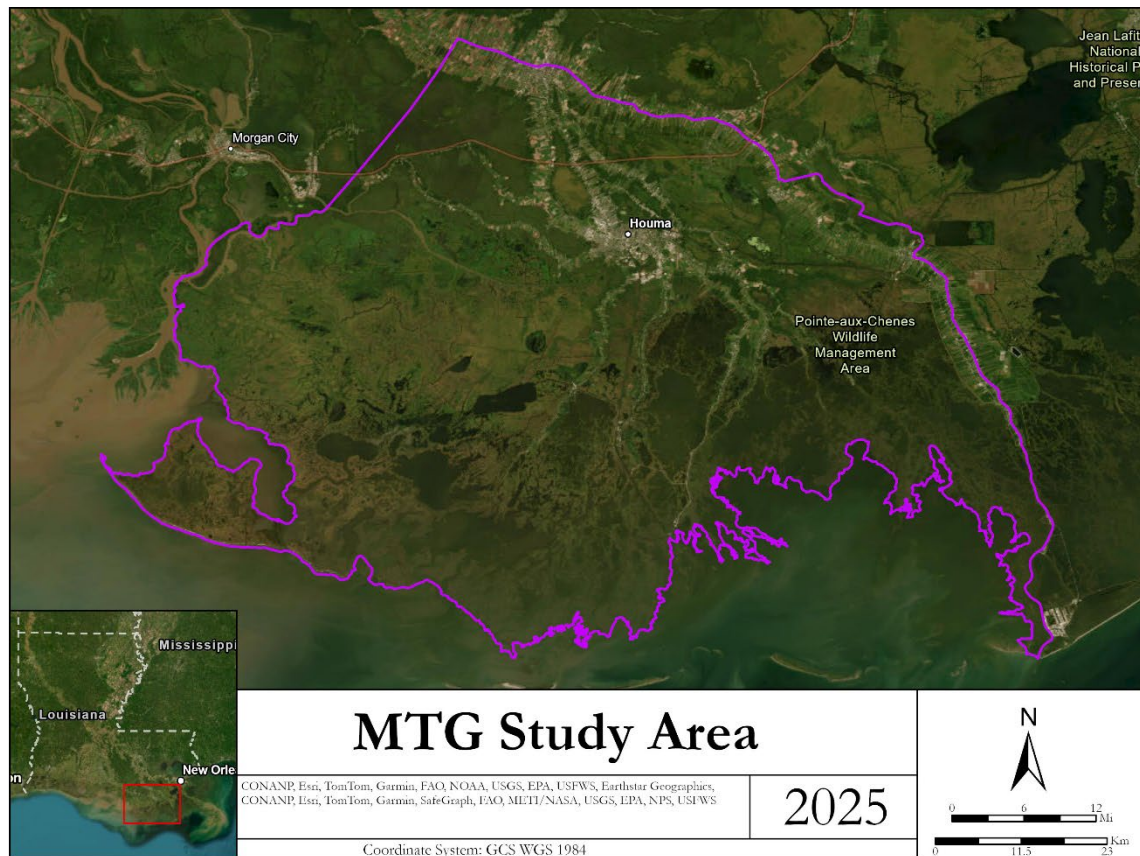 Jean Lafit
National
Historical P
and Preser
Morgan City
Houma
Pointe-aux-Chenes
Wildlife
Management
Area
Mississippi
Louisiana
New Orle
on
MTG Study Area
CONANP, Esri, TomTom, Garmin, FAO, NOAA, USGS, EPA, USFWS, Earthstar Geographics,
CONANP, Esri, TomTom, Garmin, SafeGraph, FAO, METI/NASA, USGS, EPA, NPS, USFWS
2025
Coordinate System: GCS WGS 1984
N
0 6 12
Mi
Km
0 11.5 23